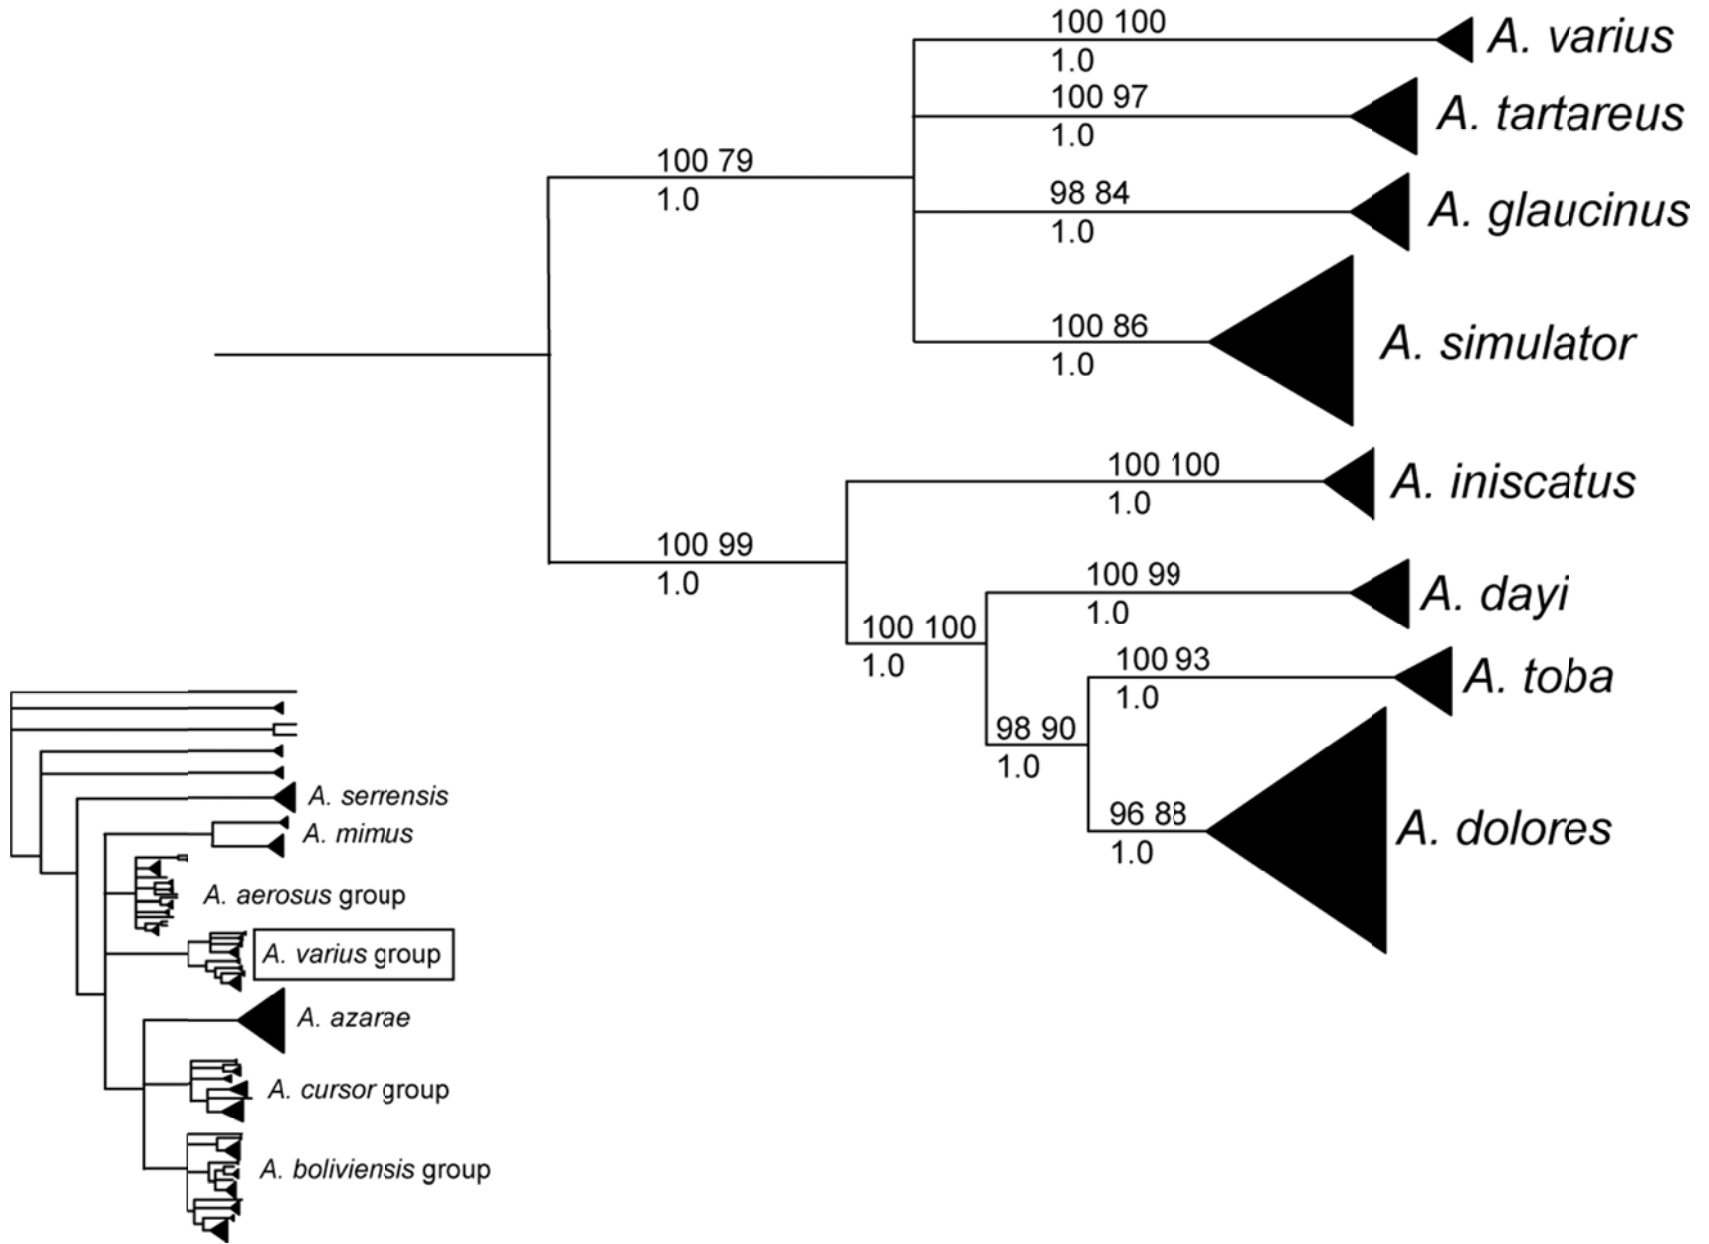 100 100
1.0
A. varius
100 97
1.0
A. tartareus
100 79
1.0
98 84
1.0
A. glaucinus
100 86
1.0
A. simulator
100 100
1.0
A. iniscatus
100 99
1.0
100 99
1.0
A. dayi
100 100
1.0
100 93
1.0
A. toba
98 90
1.0
96 88
1.0
A. dolores
A. serrensis
A. mimus
A. aerosus group
A. varius group
A. azarae
A. cursor group
A. boliviensis group